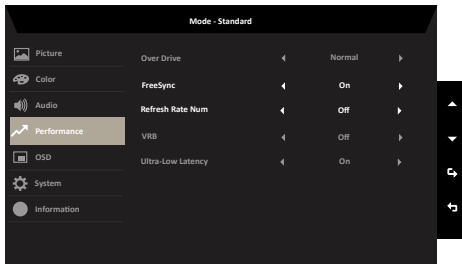 Mode - Standard
Picture
Color
Audio
Performance
OSD
System
Information
Over Drive Normal
FreeSync On
Refresh Rate Num Off
VRB Off
Ultra-Low Latency On